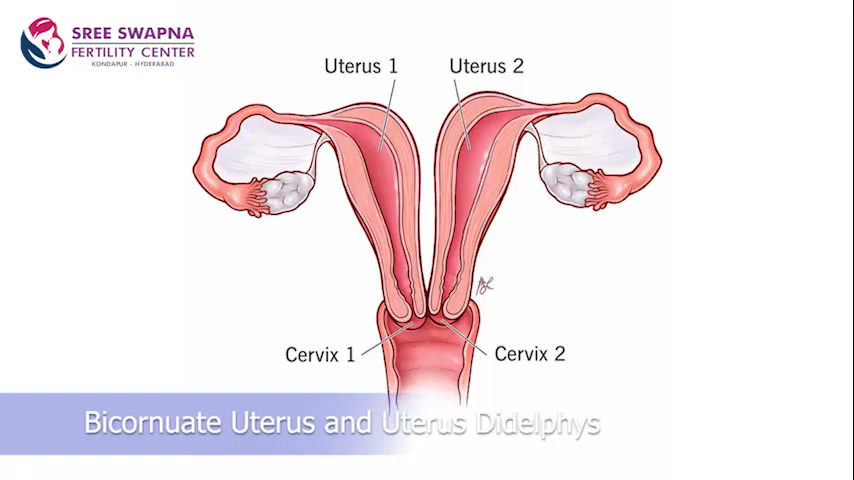 SREE SWAPNA
FERTILITY CENTER
KONDAPUR - HYDERABAD
Uterus 1
Uterus 2
Cervix 1
Cervix 2
Bicornuate Uterus and Uterus Didelphys